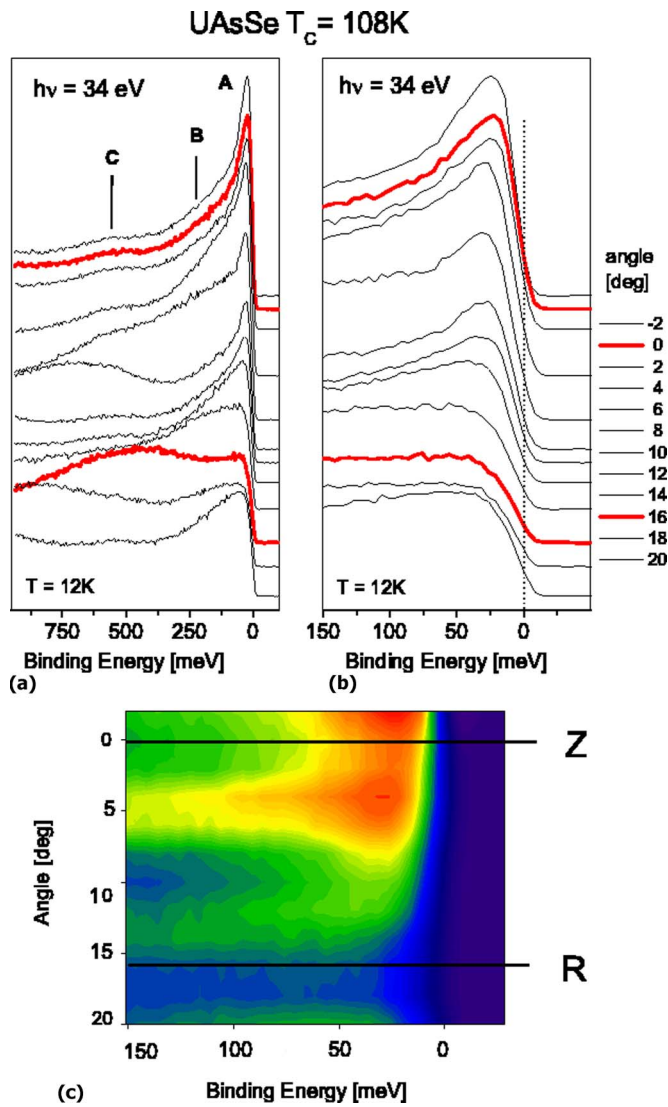 UAsSe T_C = 108K
hν = 34 eV
A
B
C
T = 12K
750 500 250 0
Binding Energy [meV]
(a)
hν = 34 eV
T = 12K
150 100 50 0
Binding Energy [meV]
(b)
angle
[deg]
-2
0
2
4
6
8
10
12
14
16
18
20
0
5
10
15
20
Angle [deg]
Z
R
150 100 50 0
Binding Energy [meV]
(c)